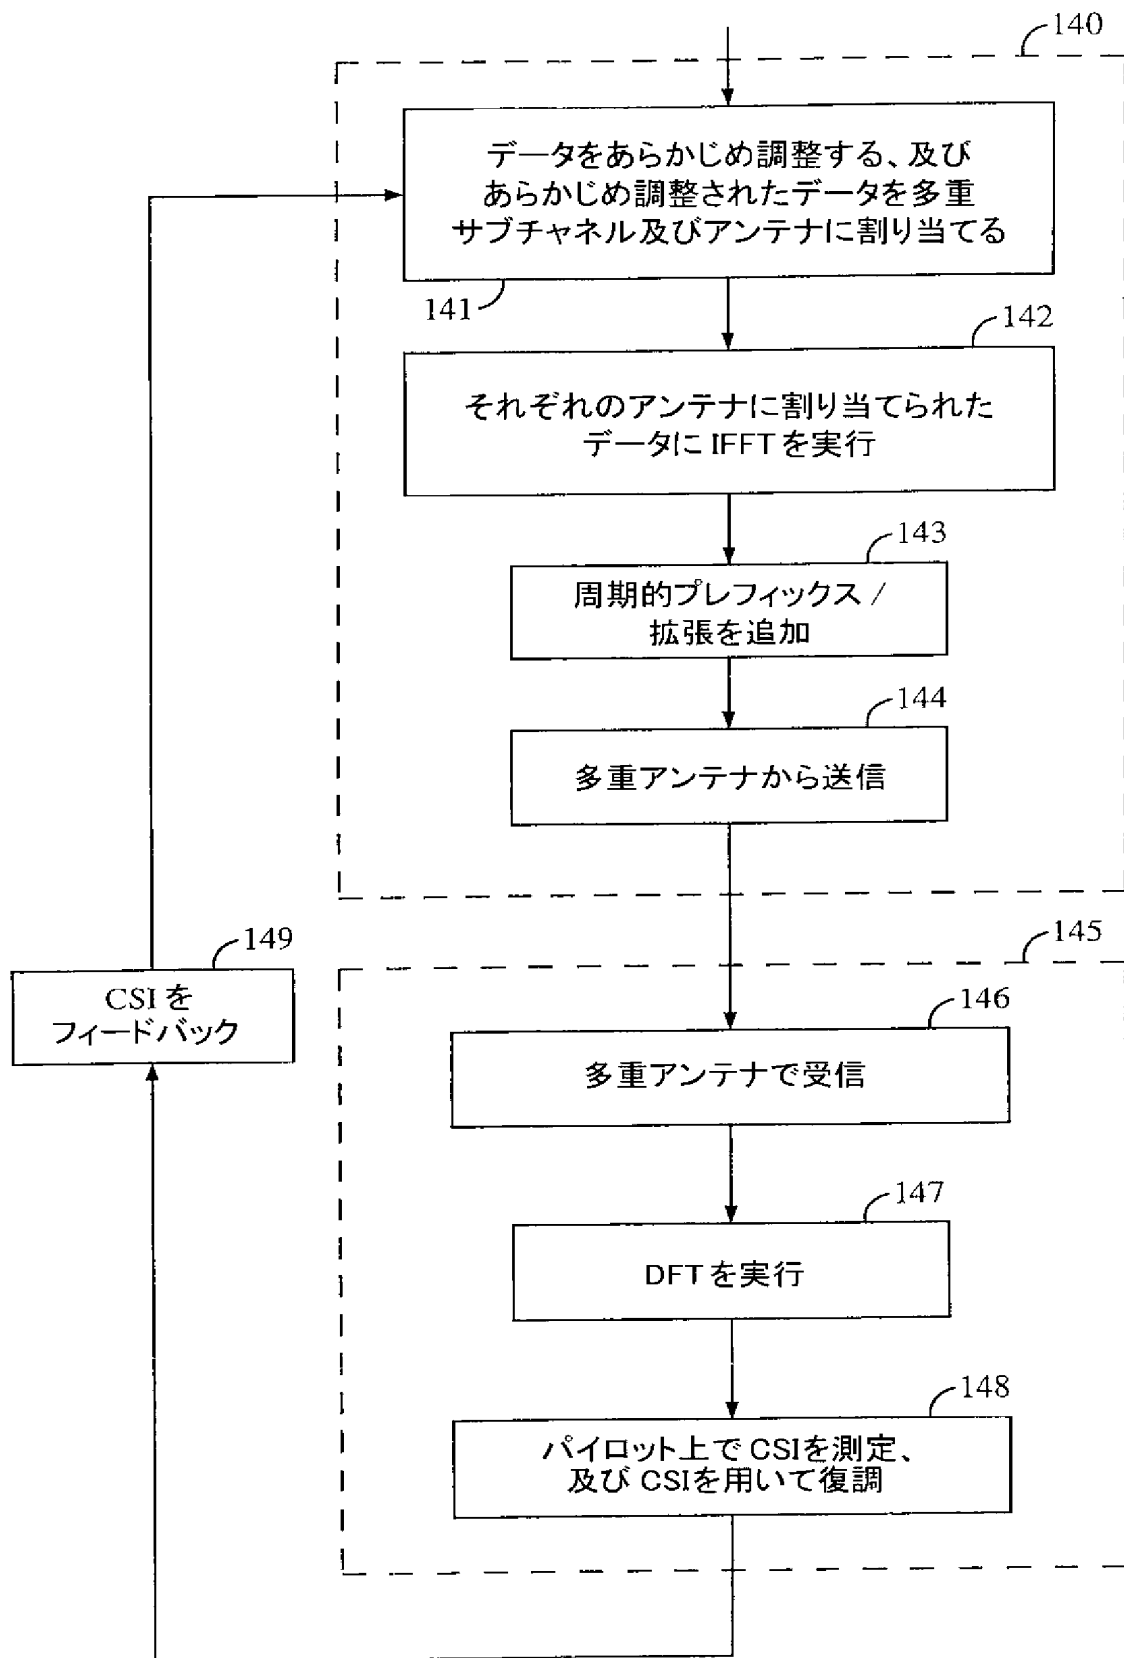 140
データをあらかじめ調整する、及び
あらかじめ調整されたデータを多重
サブチャネル及びアンテナに割り当てる
141
142
それぞれのアンテナに割り当てられた
データに IFFT を実行
143
周期的プレフィックス /
拡張を追加
144
多重アンテナから送信
149
CSI を
フィードバック
145
146
多重アンテナで受信
147
DFT を実行
148
パイロット上で CSIを測定、
及び CSIを用いて復調